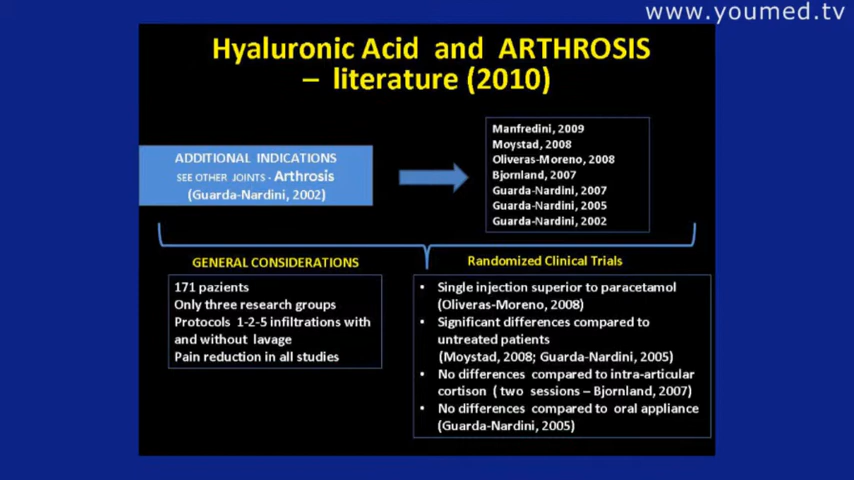 www.youmed.tv
Hyaluronic Acid and ARTHROSIS
– literature (2010)
ADDITIONAL INDICATIONS
SEE OTHER JOINTS - Arthrosis
(Guarda-Nardini, 2002)
Manfredini, 2009
Moystad, 2008
Oliveras-Moreno, 2008
Bjornland, 2007
Guarda-Nardini, 2007
Guarda-Nardini, 2005
Guarda-Nardini, 2002
GENERAL CONSIDERATIONS
171 pazients
Only three research groups
Protocols 1-2-5 infiltrations with
and without lavage
Pain reduction in all studies
Randomized Clinical Trials
• Single injection superior to paracetamol
(Oliveras-Moreno, 2008)
• Significant differences compared to
untreated patients
(Moystad, 2008; Guarda-Nardini, 2005)
• No differences compared to intra-articular
cortison ( two sessions – Bjornland, 2007)
• No differences compared to oral appliance
(Guarda-Nardini, 2005)